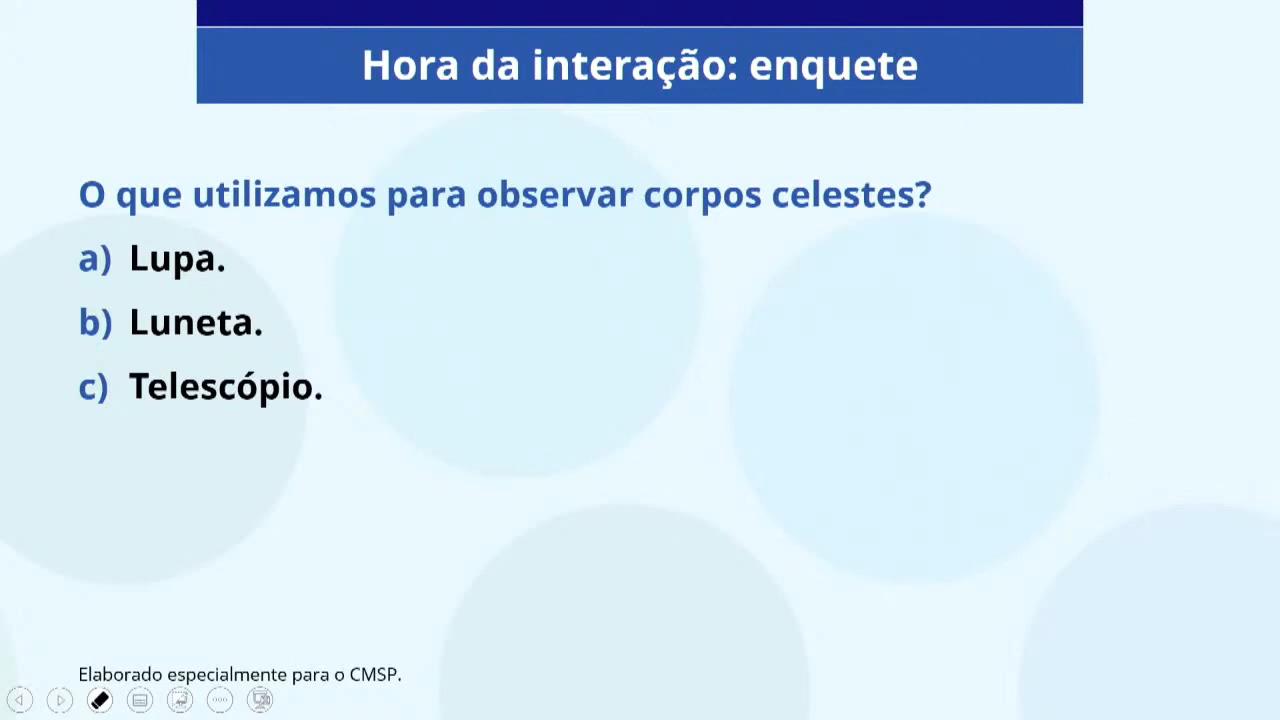 Hora da interação: enquete
O que utilizamos para observar corpos celestes?
a) Lupa.
b) Luneta.
c) Telescópio.
Elaborado especialmente para o CMSP.